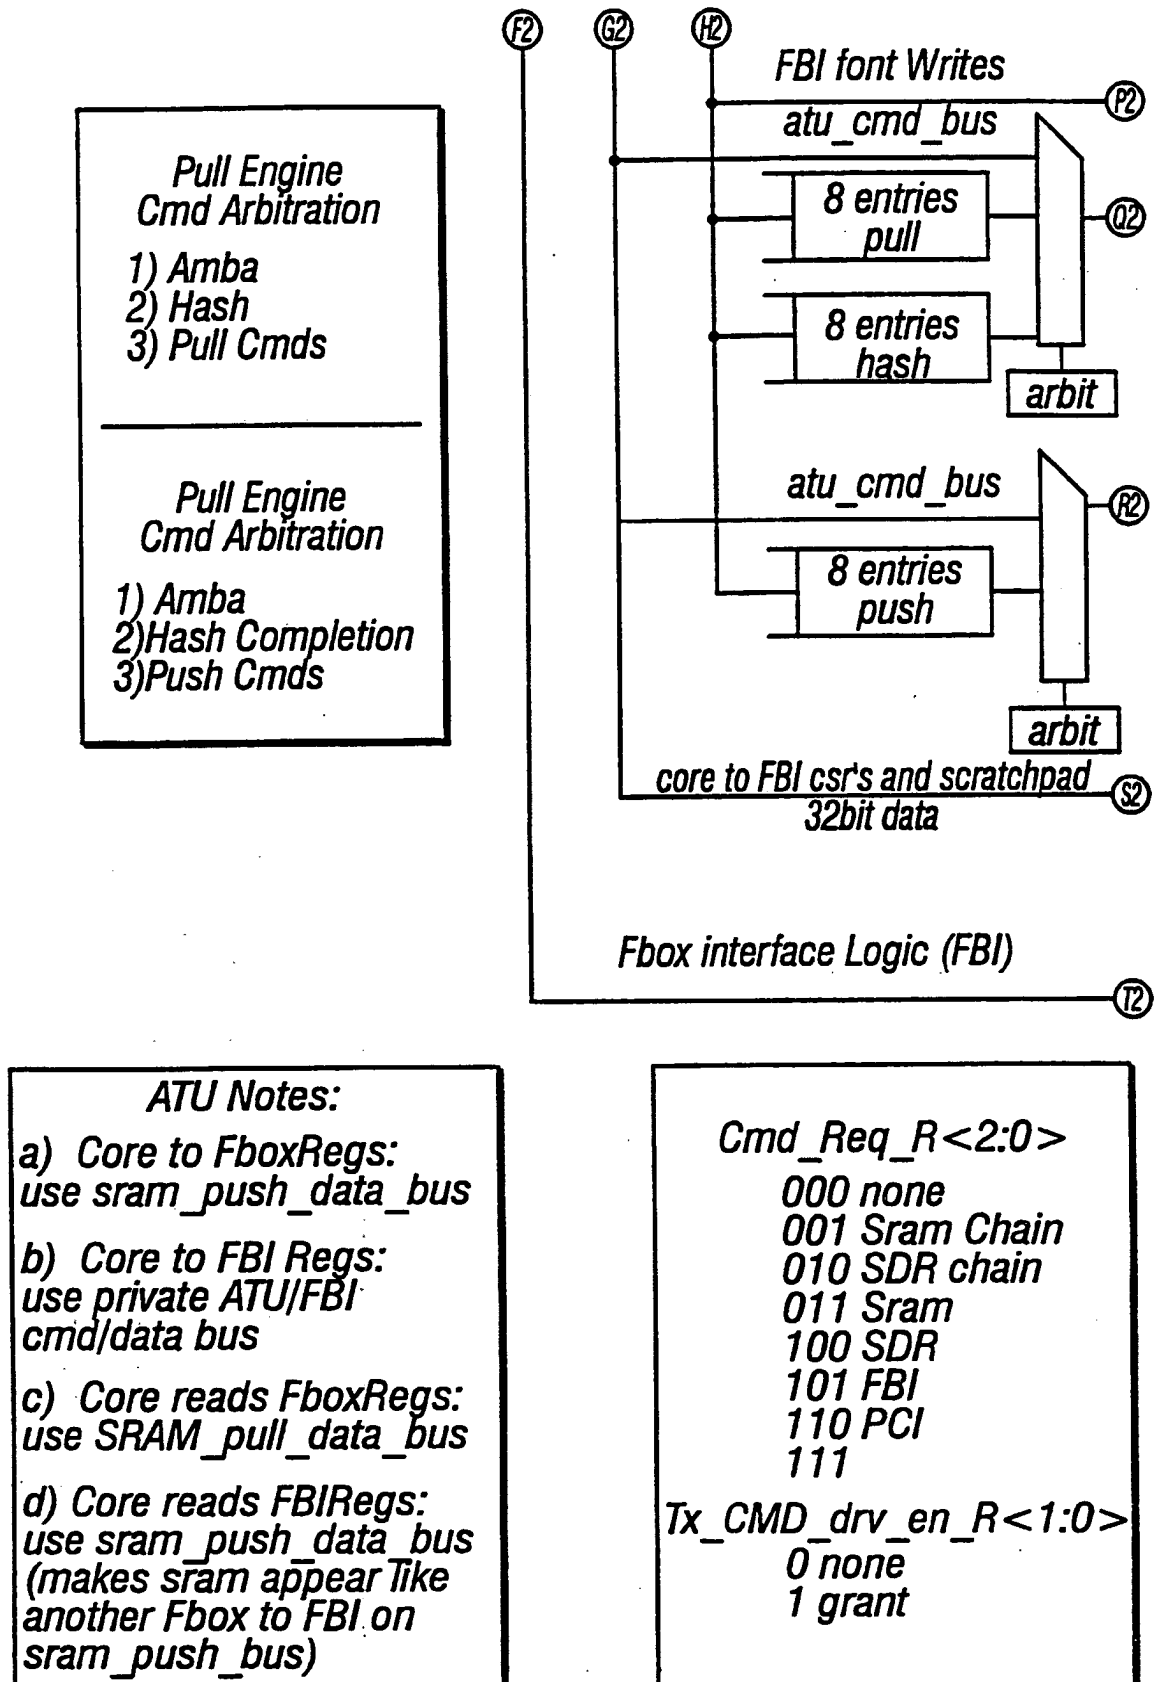 F2 G2 H2
FBI font Writes
P2
atu_cmd_bus
8 entries
pull
Q2
8 entries
hash
arbit
atu_cmd_bus
R2
8 entries
push
arbit
core to FBI csr's and scratchpad
32bit data
S2
Fbox interface Logic (FBI)
T2
Pull Engine
Cmd Arbitration
1) Amba
2) Hash
3) Pull Cmds
Pull Engine
Cmd Arbitration
1) Amba
2)Hash Completion
3)Push Cmds
ATU Notes:
a) Core to FboxRegs:
use sram_push_data_bus
b) Core to FBI Regs:
use private ATU/FBI
cmd/data bus
c) Core reads FboxRegs:
use SRAM_pull_data_bus
d) Core reads FBIRegs:
use sram_push_data_bus
(makes sram appear like
another Fbox to FBI on
sram_push_bus)
Cmd_Req_R<2:0>
000 none
001 Sram Chain
010 SDR chain
011 Sram
100 SDR
101 FBI
110 PCI
111
Tx_CMD_drv_en_R<1:0>
0 none
1 grant